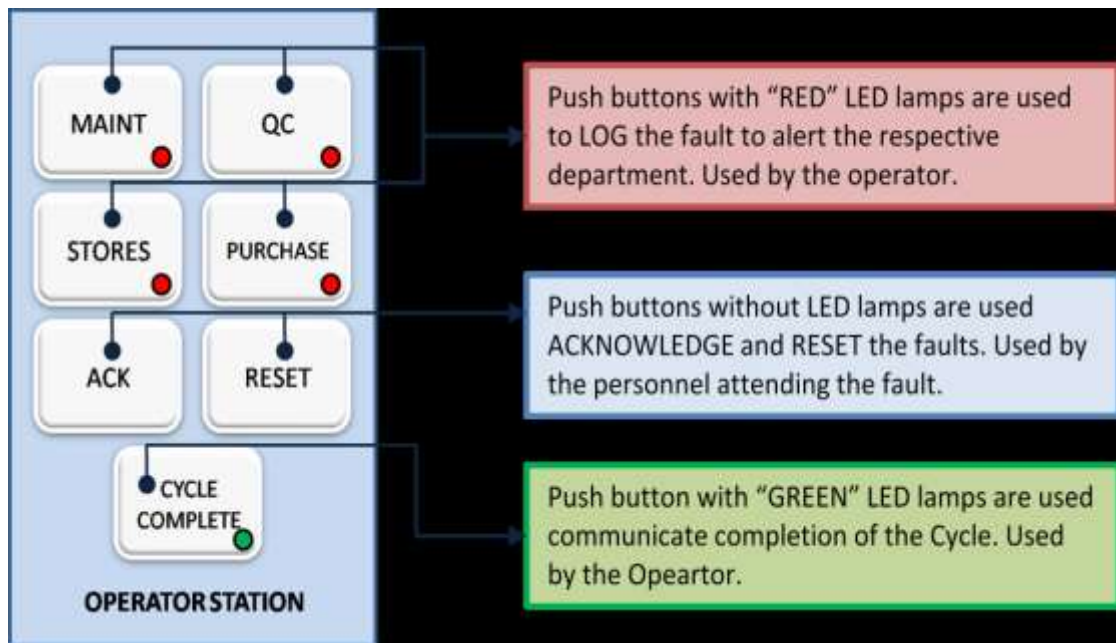 MAINT
QC
STORES
PURCHASE
ACK
RESET
CYCLE
COMPLETE
OPERATOR STATION
Push buttons with “RED” LED lamps are used
to LOG the fault to alert the respective
department. Used by the operator.
Push buttons without LED lamps are used
ACKNOWLEDGE and RESET the faults. Used by
the personnel attending the fault.
Push button with “GREEN” LED lamps are used
communicate completion of the Cycle. Used
by the Opeartor.